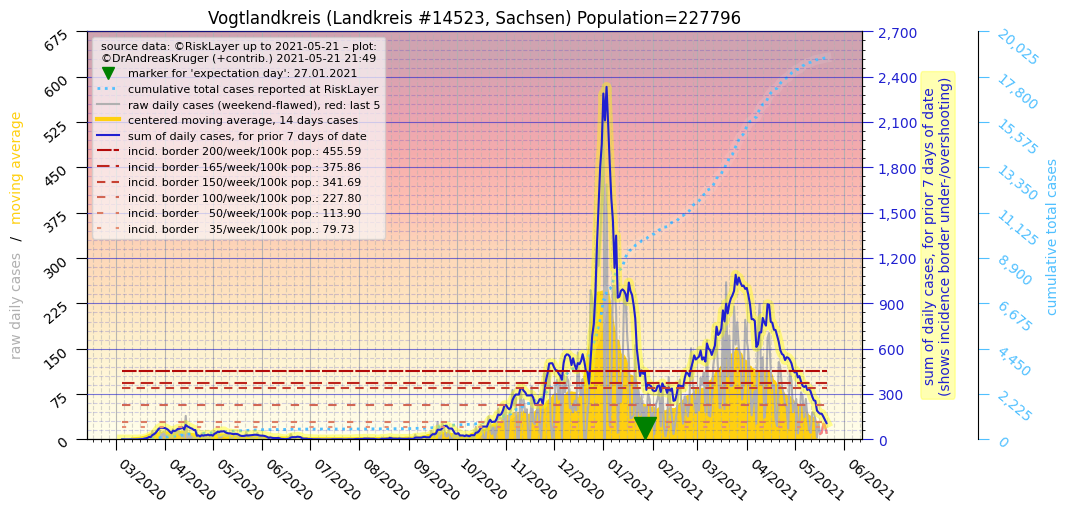 Vogtlandkreis (Landkreis #14523, Sachsen) Population=227796
source data: ©RiskLayer up to 2021-05-21 – plot:
©DrAndreasKruger (+contrib.) 2021-05-21 21:49
marker for 'expectation day': 27.01.2021
cumulative total cases reported at RiskLayer
raw daily cases (weekend-flawed), red: last 5
centered moving average, 14 days cases
sum of daily cases, for prior 7 days of date
incid. border 200/week/100k pop.: 455.59
incid. border 165/week/100k pop.: 375.86
incid. border 150/week/100k pop.: 341.69
incid. border 100/week/100k pop.: 227.80
incid. border   50/week/100k pop.: 113.90
incid. border   35/week/100k pop.: 79.73
raw daily cases / moving average
675
600
525
450
375
300
225
150
75
0
03/2020
04/2020
05/2020
06/2020
07/2020
08/2020
09/2020
10/2020
11/2020
12/2020
01/2021
02/2021
03/2021
04/2021
05/2021
06/2021
2,700
2,400
2,100
1,800
1,500
1,200
900
600
300
0
sum of daily cases, for prior 7 days of date
(shows incidence border under-/overshooting)
20,025
17,800
15,575
13,350
11,125
8,900
6,675
4,450
2,225
0
cumulative total cases